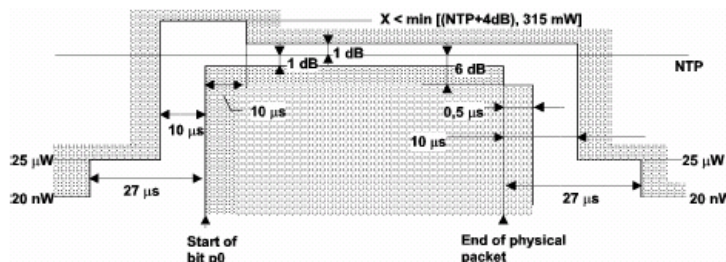 X < min [(NTP+4dB), 315 mW]
1 dB
NTP
1 dB
6 dB
10 µs
10 µs
0,5 µs
10 µs
25 µW
25 µW
27 µs
27 µs
20 nW
20 nW
Start of
bit p0
End of physical
packet